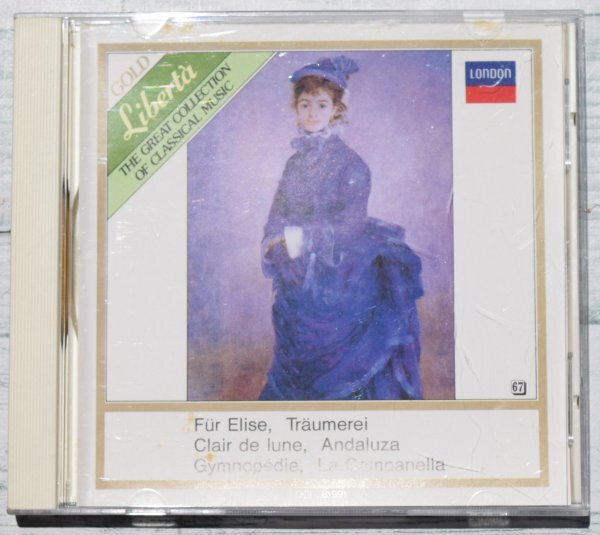 GOLD
Libertà
THE GREAT COLLECTION
OF CLASSICAL MUSIC
LONDON
67
Für Elise, Träumerei
Clair de lune, Andaluza
Gymnopédie, La Campanella